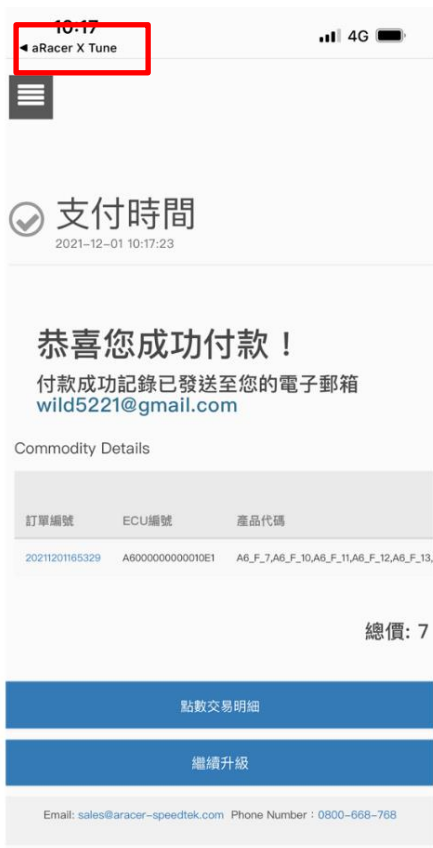 10:17
4G
◀ aRacer X Tune
支付時間
2021-12-01 10:17:23
恭喜您成功付款！
付款成功記錄已發送至您的電子郵箱
wild5221@gmail.com
Commodity Details
訂單編號 ECU編號 產品代碼
20211201165329 A6000000000010E1 A6_F_7,A6_F_10,A6_F_11,A6_F_12,A6_F_13,
總價: 7
點數交易明細
繼續升級
Email: sales@aracer-speedtek.com Phone Number：0800-668-768